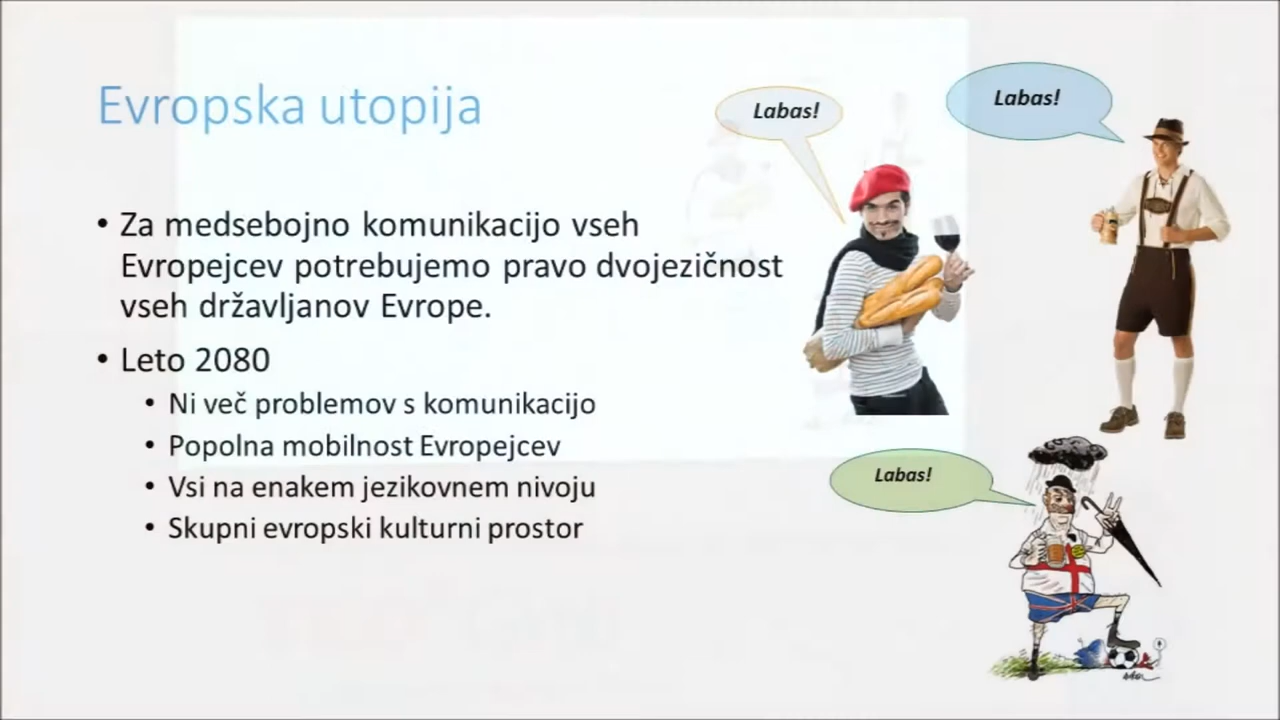 Evropska utopija
Labas!
Labas!
• Za medsebojno komunikacijo vseh
Evropejcev potrebujemo pravo dvojezičnost
vseh državljanov Evrope.
• Leto 2080
• Ni več problemov s komunikacijo
• Popolna mobilnost Evropejcev
• Vsi na enakem jezikovnem nivoju
• Skupni evropski kulturni prostor
Labas!